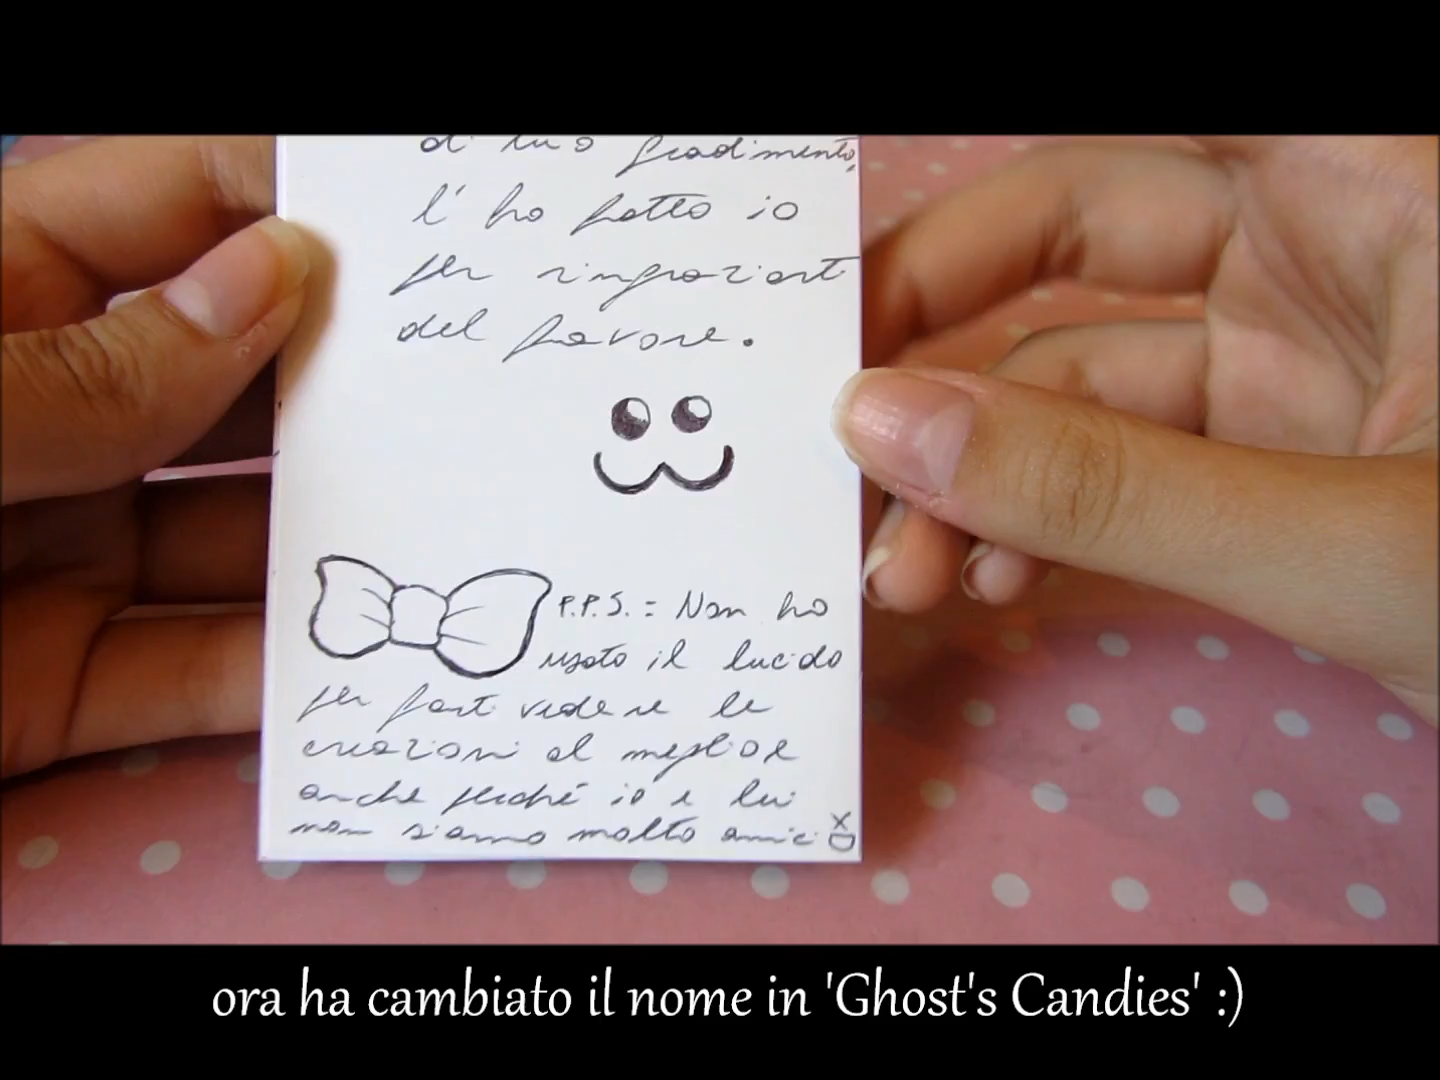 di tuo gradimento,
l'ho fatto io
per ringraziarti
del favore.
P.P.S. = Non ho
usato il lucido
per farti vedere le
creazioni al meglio e
anche perché io e lui
non siamo molto amici XD
ora ha cambiato il nome in 'Ghost's Candies' :)